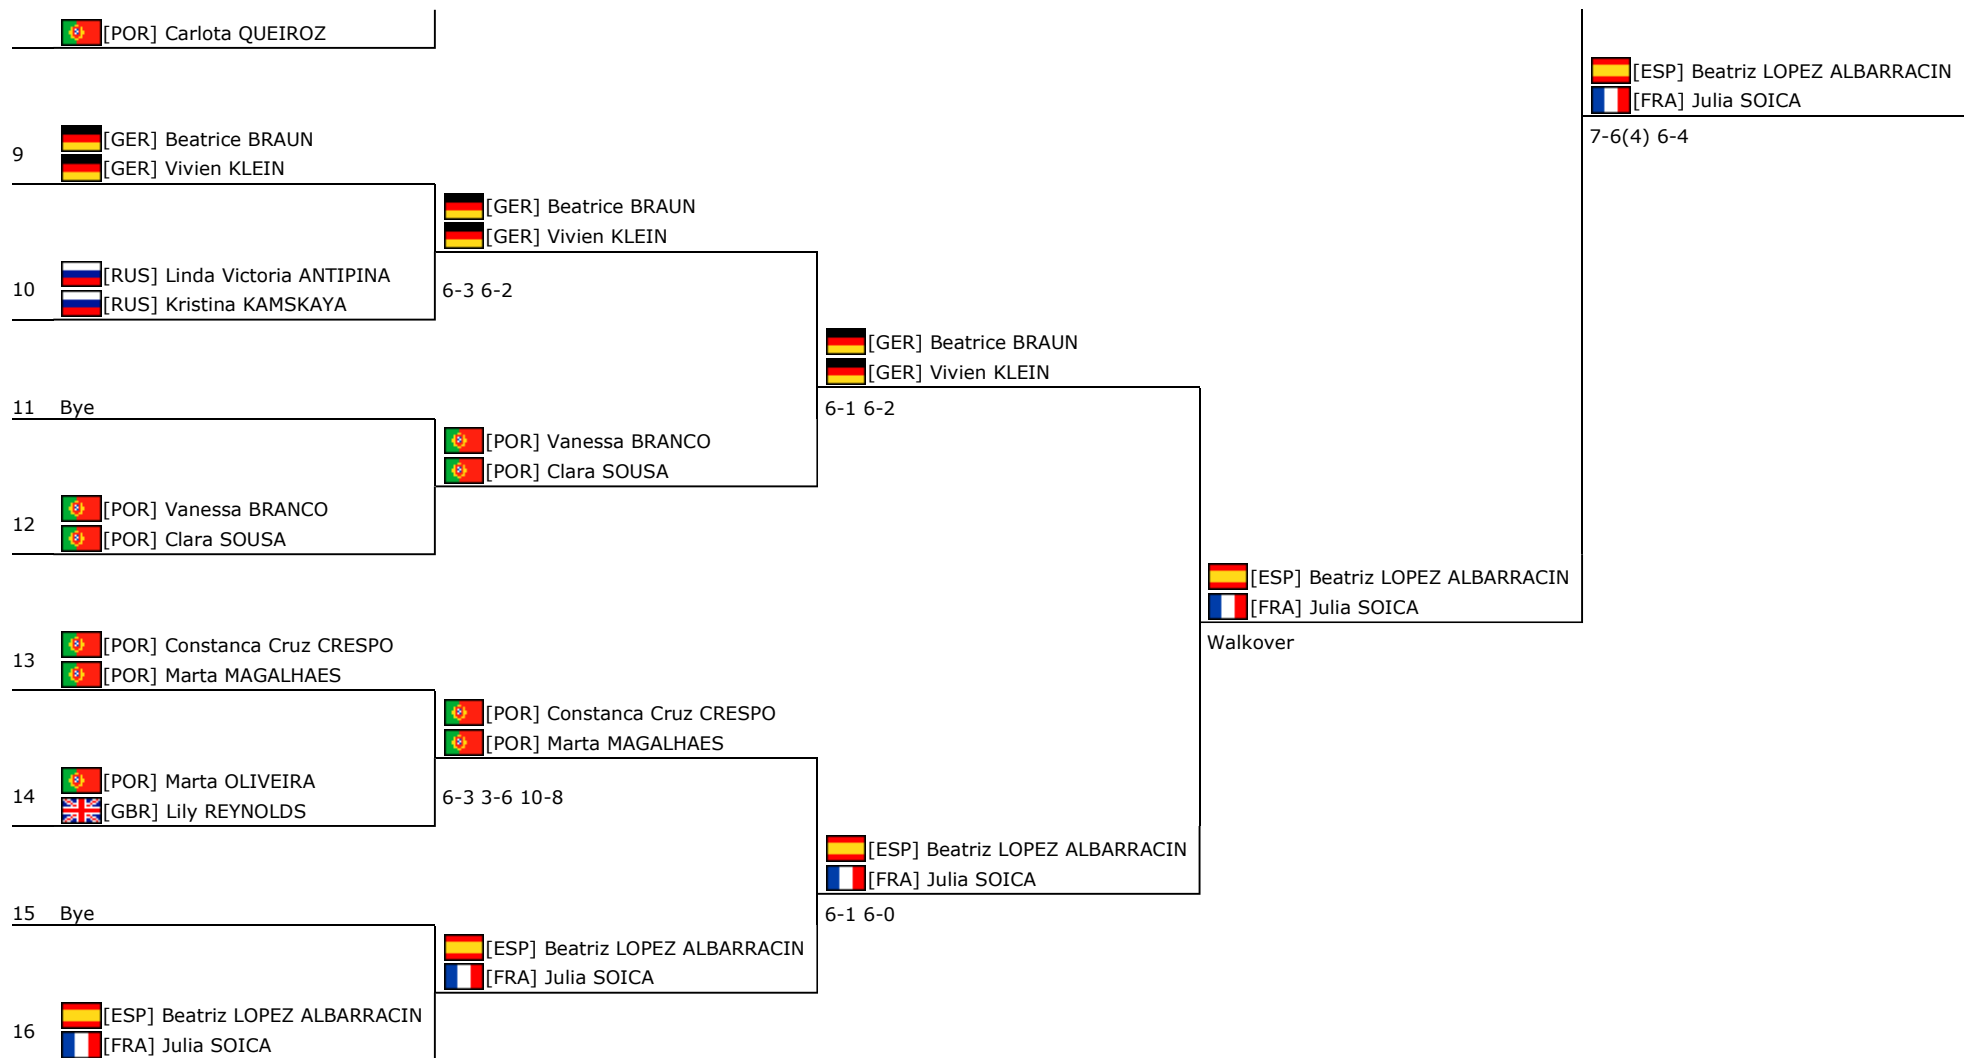 [POR] Carlota QUEIROZ
[ESP] Beatriz LOPEZ ALBARRACIN
[FRA] Julia SOICA
7-6(4) 6-4
9
[GER] Beatrice BRAUN
[GER] Vivien KLEIN
[GER] Beatrice BRAUN
[GER] Vivien KLEIN
10
[RUS] Linda Victoria ANTIPINA
[RUS] Kristina KAMSKAYA
6-3 6-2
[GER] Beatrice BRAUN
[GER] Vivien KLEIN
11 Bye
6-1 6-2
[POR] Vanessa BRANCO
[POR] Clara SOUSA
12
[POR] Vanessa BRANCO
[POR] Clara SOUSA
[ESP] Beatriz LOPEZ ALBARRACIN
[FRA] Julia SOICA
Walkover
13
[POR] Constanca Cruz CRESPO
[POR] Marta MAGALHAES
[POR] Constanca Cruz CRESPO
[POR] Marta MAGALHAES
14
[POR] Marta OLIVEIRA
[GBR] Lily REYNOLDS
6-3 3-6 10-8
[ESP] Beatriz LOPEZ ALBARRACIN
[FRA] Julia SOICA
15 Bye
6-1 6-0
[ESP] Beatriz LOPEZ ALBARRACIN
[FRA] Julia SOICA
16
[ESP] Beatriz LOPEZ ALBARRACIN
[FRA] Julia SOICA